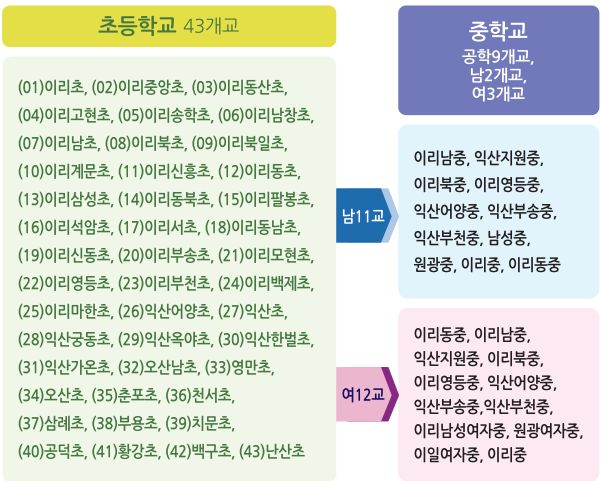 초등학교 43개교
(01)이리초, (02)이리중앙초, (03)이리동산초,
(04)이리고현초, (05)이리송학초, (06)이리남창초,
(07)이리남초, (08)이리북초, (09)이리북일초,
(10)이리계문초, (11)이리신흥초, (12)이리동초,
(13)이리삼성초, (14)이리동북초, (15)이리팔봉초,
(16)이리석암초, (17)이리서초, (18)이리동남초,
(19)이리신동초, (20)이리부송초, (21)이리모현초,
(22)이리영등초, (23)이리부천초, (24)이리백제초,
(25)이리마한초, (26)익산어양초, (27)익산초,
(28)익산궁동초, (29)익산옥야초, (30)익산한벌초,
(31)익산가온초, (32)오산남초, (33)영만초,
(34)오산초, (35)춘포초, (36)천서초,
(37)삼례초, (38)부용초, (39)치문초,
(40)공덕초, (41)황강초, (42)백구초, (43)난산초
남11교
여12교
중학교
공학9개교,
남2개교,
여3개교
이리남중, 익산지원중,
이리북중, 이리영등중,
익산어양중, 익산부송중,
익산부천중, 남성중,
원광중, 이리중, 이리동중
이리동중, 이리남중,
익산지원중, 이리북중,
이리영등중, 익산어양중,
익산부송중,익산부천중,
이리남성여자중, 원광여자중,
이일여자중, 이리중